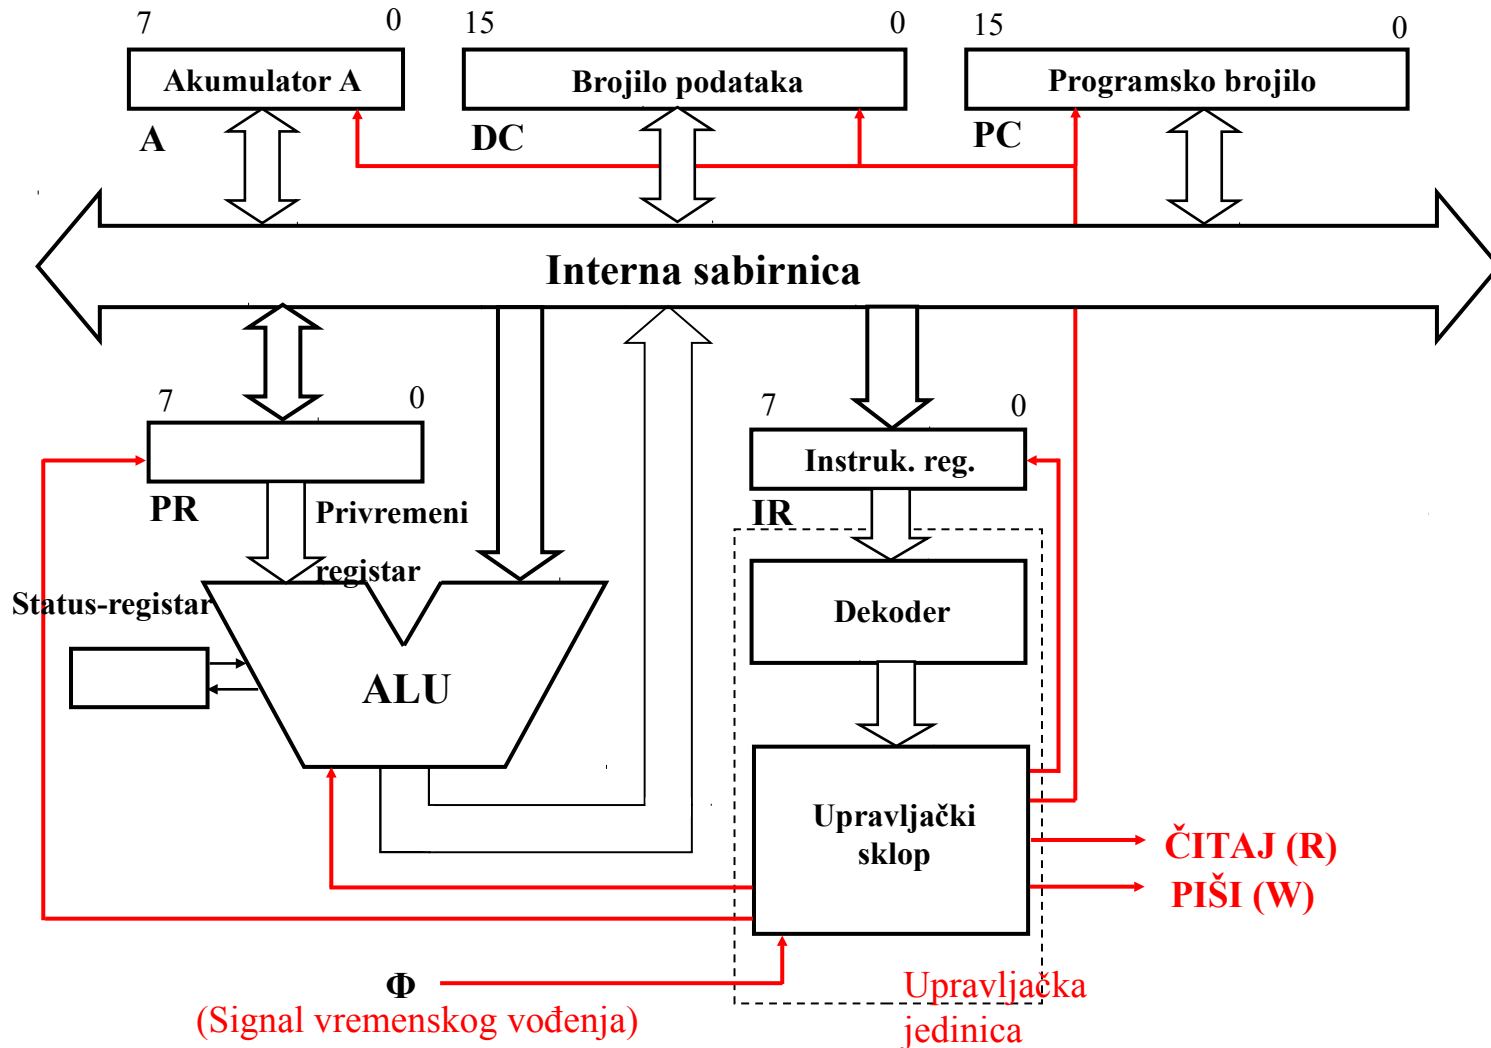 7 0 15 0 15 0
Akumulator A Brojilo podataka Programsko brojilo
A DC PC
Interna sabirnica
7 0 7 0
Instruk. reg.
PR Privremeni IR
registar
Status-registar Dekoder
ALU
Upravljački
sklop
ČITAJ (R)
PIŠI (W)
Φ
(Signal vremenskog vođenja)
Upravljačka
jedinica